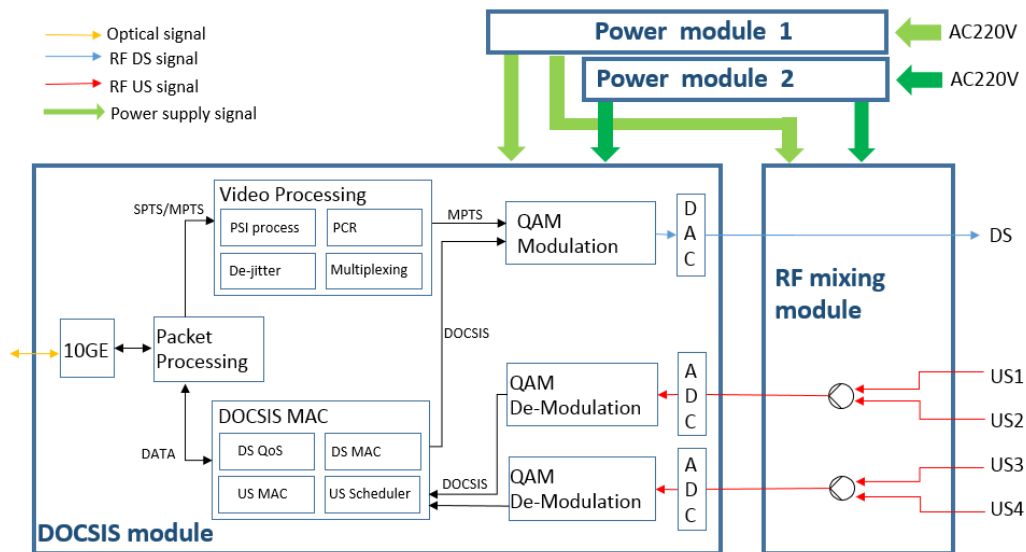 Optical signal
RF DS signal
RF US signal
Power supply signal
Power module 1
AC220V
Power module 2
AC220V
Video Processing
SPTS/MPTS
PSI process
PCR
De-jitter
Multiplexing
MPTS
QAM
Modulation
D
A
C
DS
RF mixing
module
10GE
Packet
Processing
DOCSIS
QAM
De-Modulation
A
D
C
US1
US2
DOCSIS MAC
DATA
DS QoS
DS MAC
US MAC
US Scheduler
DOCSIS
QAM
De-Modulation
A
D
C
US3
US4
DOCSIS module